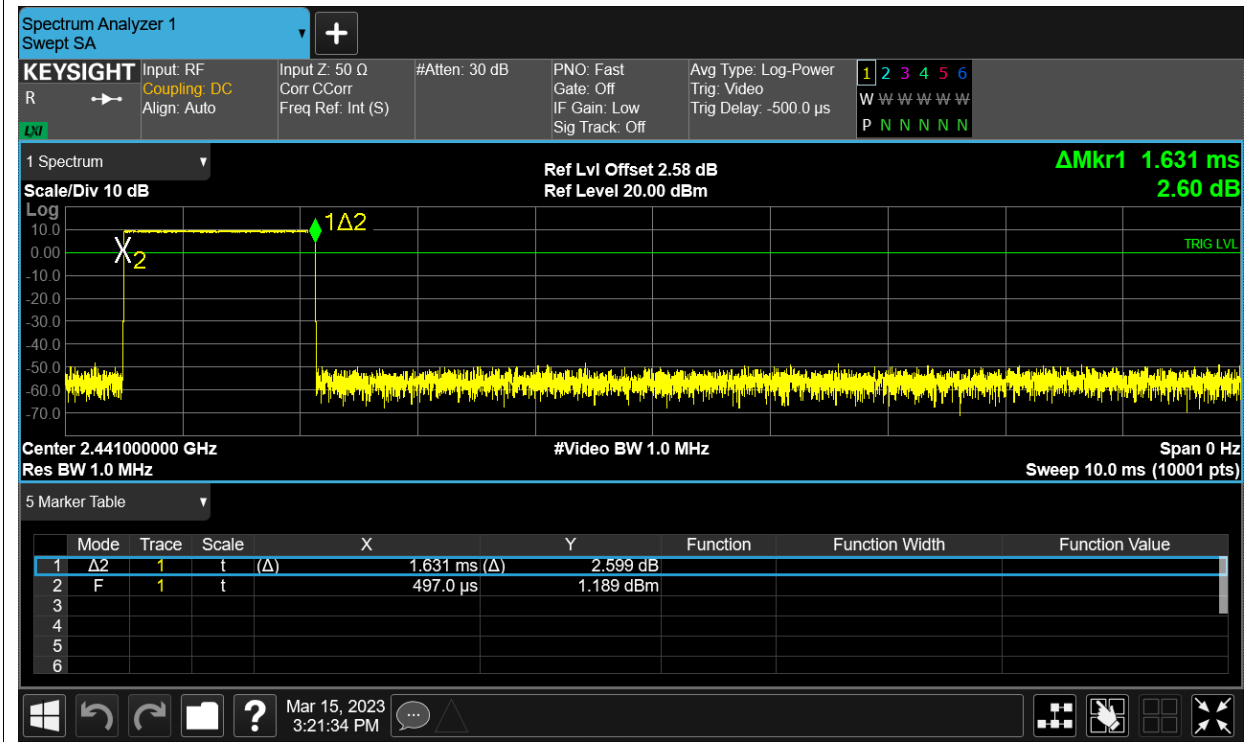 Spectrum Analyzer 1
Swept SA
KEYSIGHT
R
LXI
Input: RF
Coupling: DC
Align: Auto
Input Z: 50 Ω
Corr CCorr
Freq Ref: Int (S)
#Atten: 30 dB
PNO: Fast
Gate: Off
IF Gain: Low
Sig Track: Off
Avg Type: Log-Power
Trig: Video
Trig Delay: -500.0 µs
1 2 3 4 5 6
W W W W W W
P N N N N N
1 Spectrum
Scale/Div 10 dB
Ref Lvl Offset 2.58 dB
Ref Level 20.00 dBm
ΔMkr1 1.631 ms
2.60 dB
Log
10.0
0.00
-10.0
-20.0
-30.0
-40.0
-50.0
-60.0
-70.0
1Δ2
X2
TRIG LVL
Center 2.441000000 GHz
Res BW 1.0 MHz
#Video BW 1.0 MHz
Span 0 Hz
Sweep 10.0 ms (10001 pts)
5 Marker Table
Mode Trace Scale X Y Function Function Width Function Value
1 Δ2 1 t (Δ) 1.631 ms (Δ) 2.599 dB
2 F 1 t 497.0 µs 1.189 dBm
3
4
5
6
?
Mar 15, 2023
3:21:34 PM